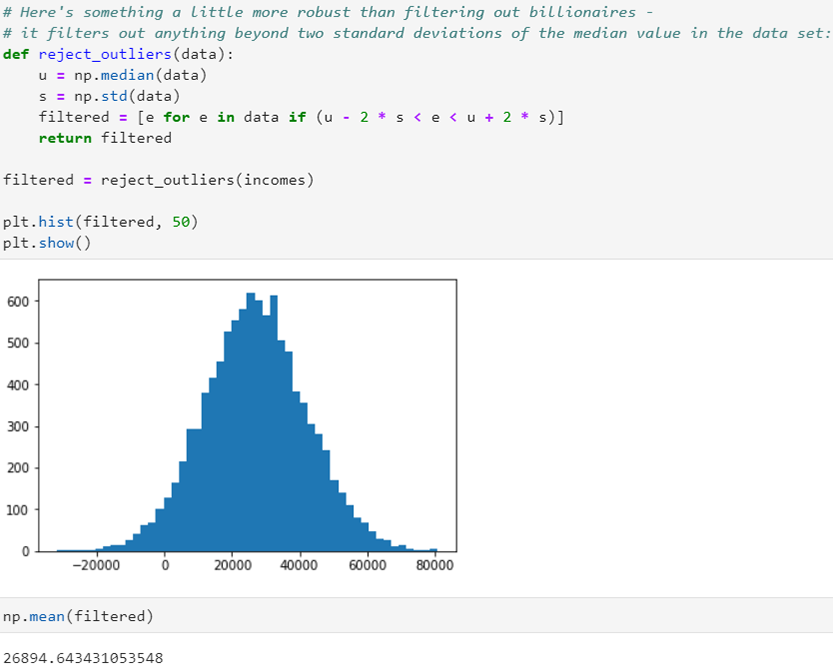 # Here's something a little more robust than filtering out billionaires -
# it filters out anything beyond two standard deviations of the median value in the data set:
def reject_outliers(data):
    u = np.median(data)
    s = np.std(data)
    filtered = [e for e in data if (u - 2 * s < e < u + 2 * s)]
    return filtered
filtered = reject_outliers(incomes)
plt.hist(filtered, 50)
plt.show()
600
500
400
300
200
100
0
−20000 0 20000 40000 60000 80000
np.mean(filtered)
26894.643431053548